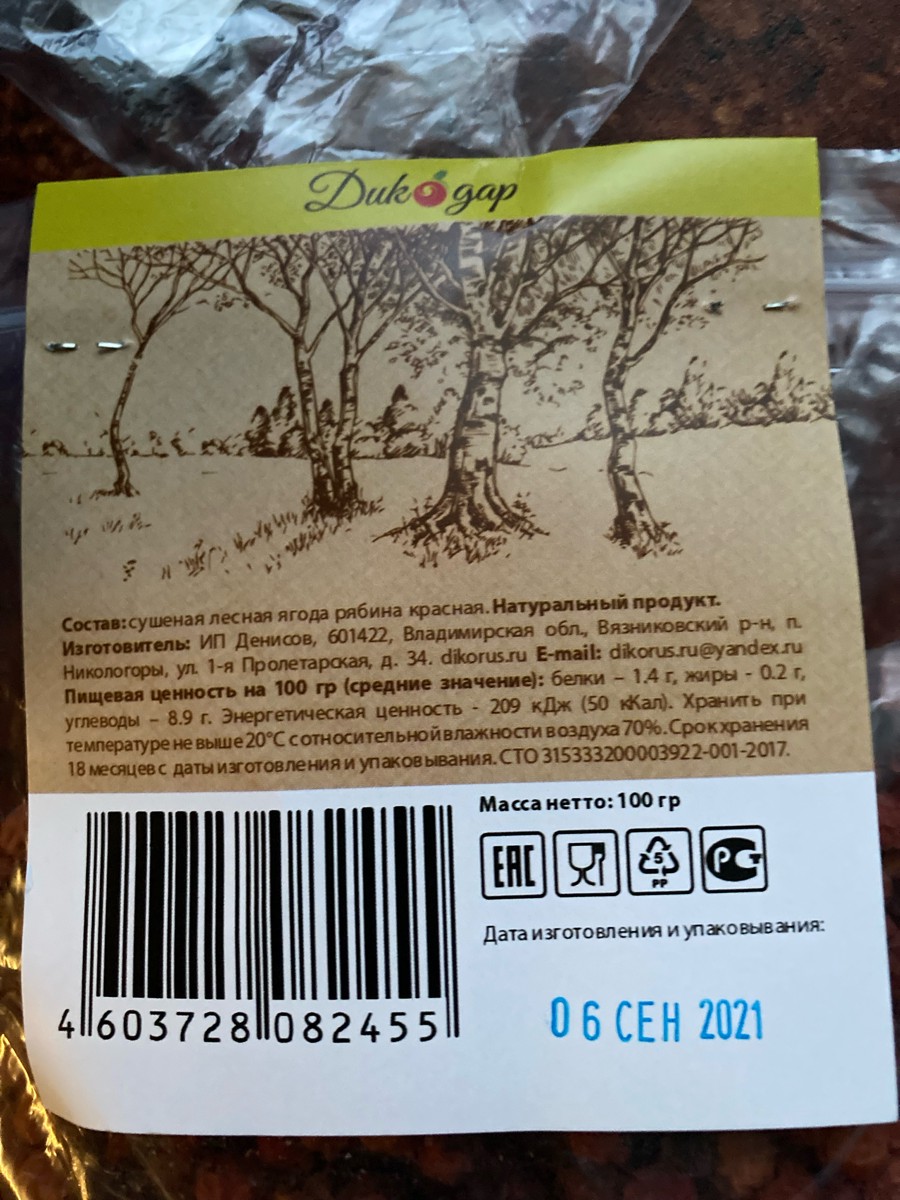 Дикодар
Состав: сушеная лесная ягода рябина красная. Натуральный продукт.
Изготовитель: ИП Денисов, 601422, Владимирская обл., Вязниковский р-н, п.
Никологоры, ул. 1-я Пролетарская, д. 34. dikorus.ru E-mail: dikorus.ru@yandex.ru
Пищевая ценность на 100 гр (средние значение): белки – 1.4 г, жиры - 0.2 г,
углеводы – 8.9 г. Энергетическая ценность - 209 кДж (50 кКал). Хранить при
температуре не выше 20°С с относительной влажности воздуха 70%. Срок хранения
18 месяцев с даты изготовления и упаковывания. СТО 315333200003922-001-2017.
Масса нетто: 100 гр
EAC 5 PP РСТ
Дата изготовления и упаковывания:
06 СЕН 2021
4 603728 082455